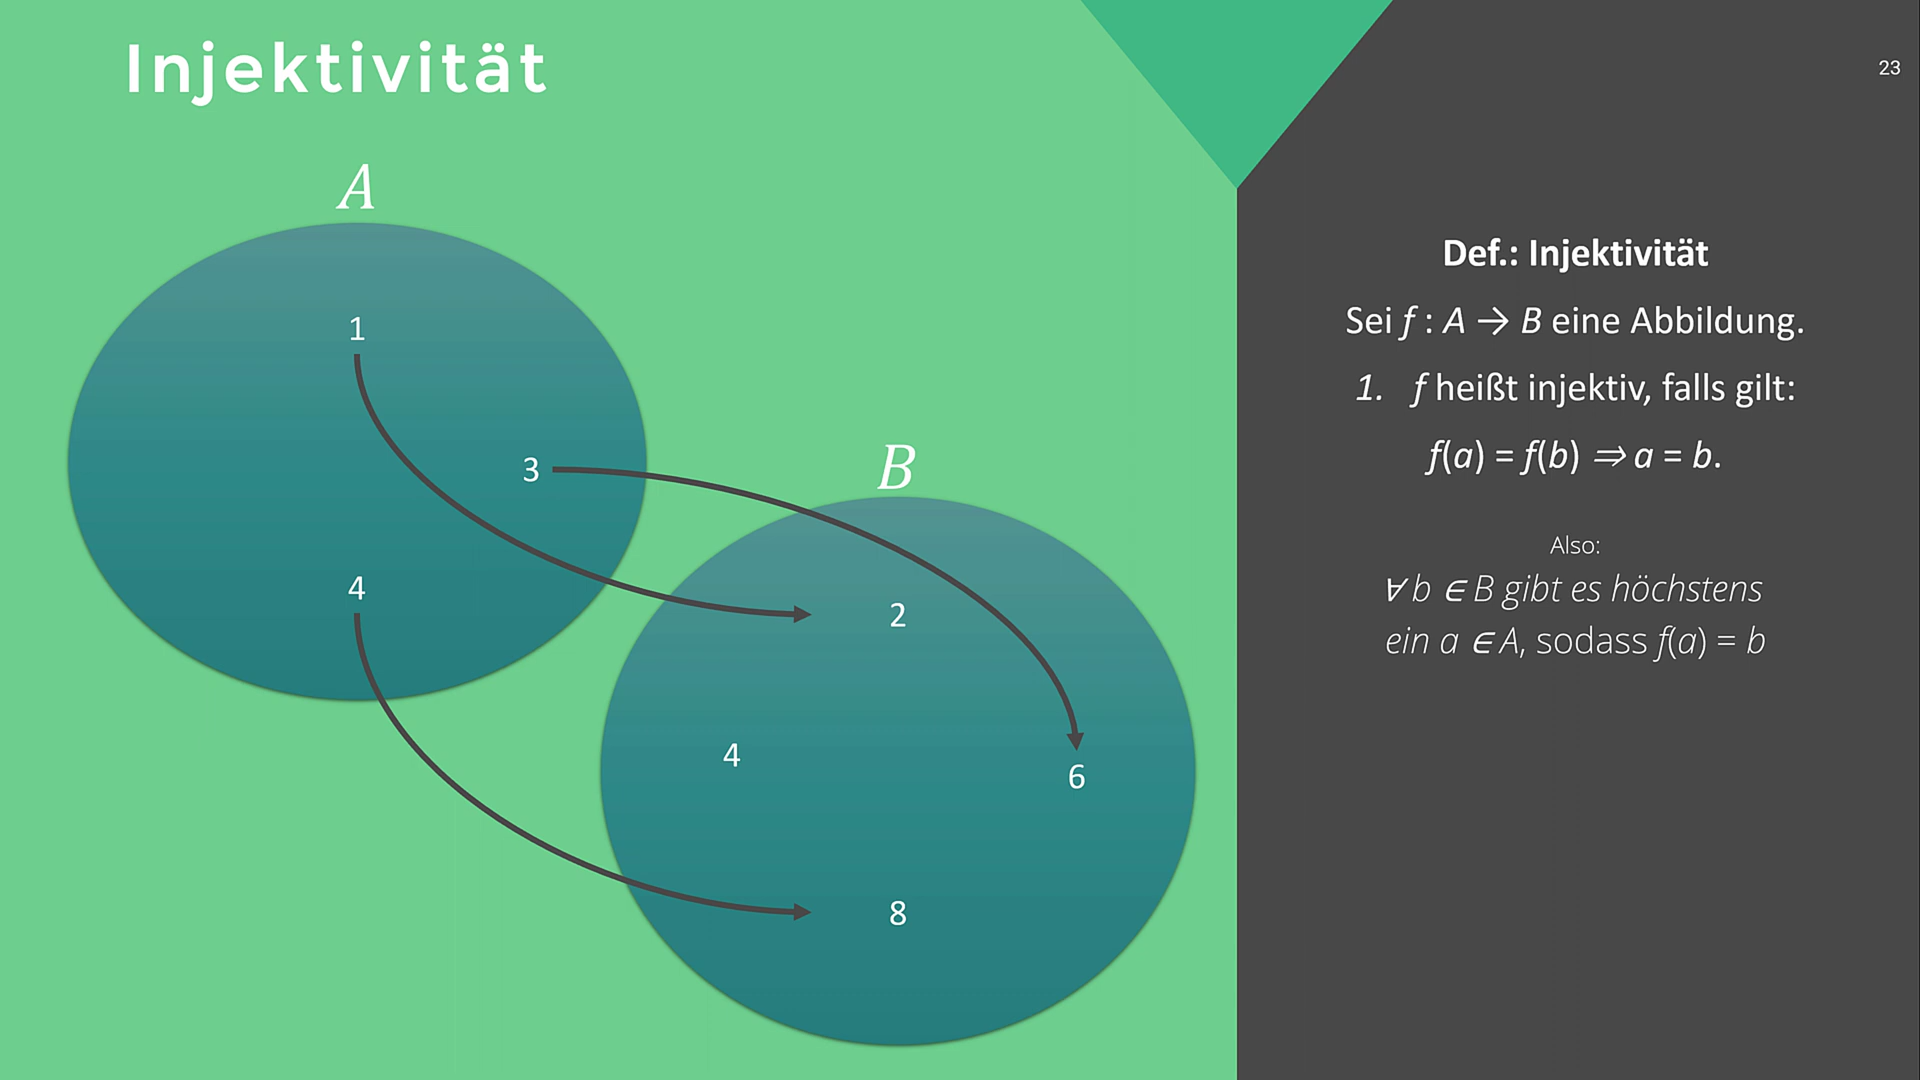 Injektivität
23
A
1
3
4
B
2
4
6
8
Def.: Injektivität
Sei f : A → B eine Abbildung.
1. f heißt injektiv, falls gilt:
f(a) = f(b) ⇒ a = b.
Also:
∀ b ∈ B gibt es höchstens
ein a ∈ A, sodass f(a) = b